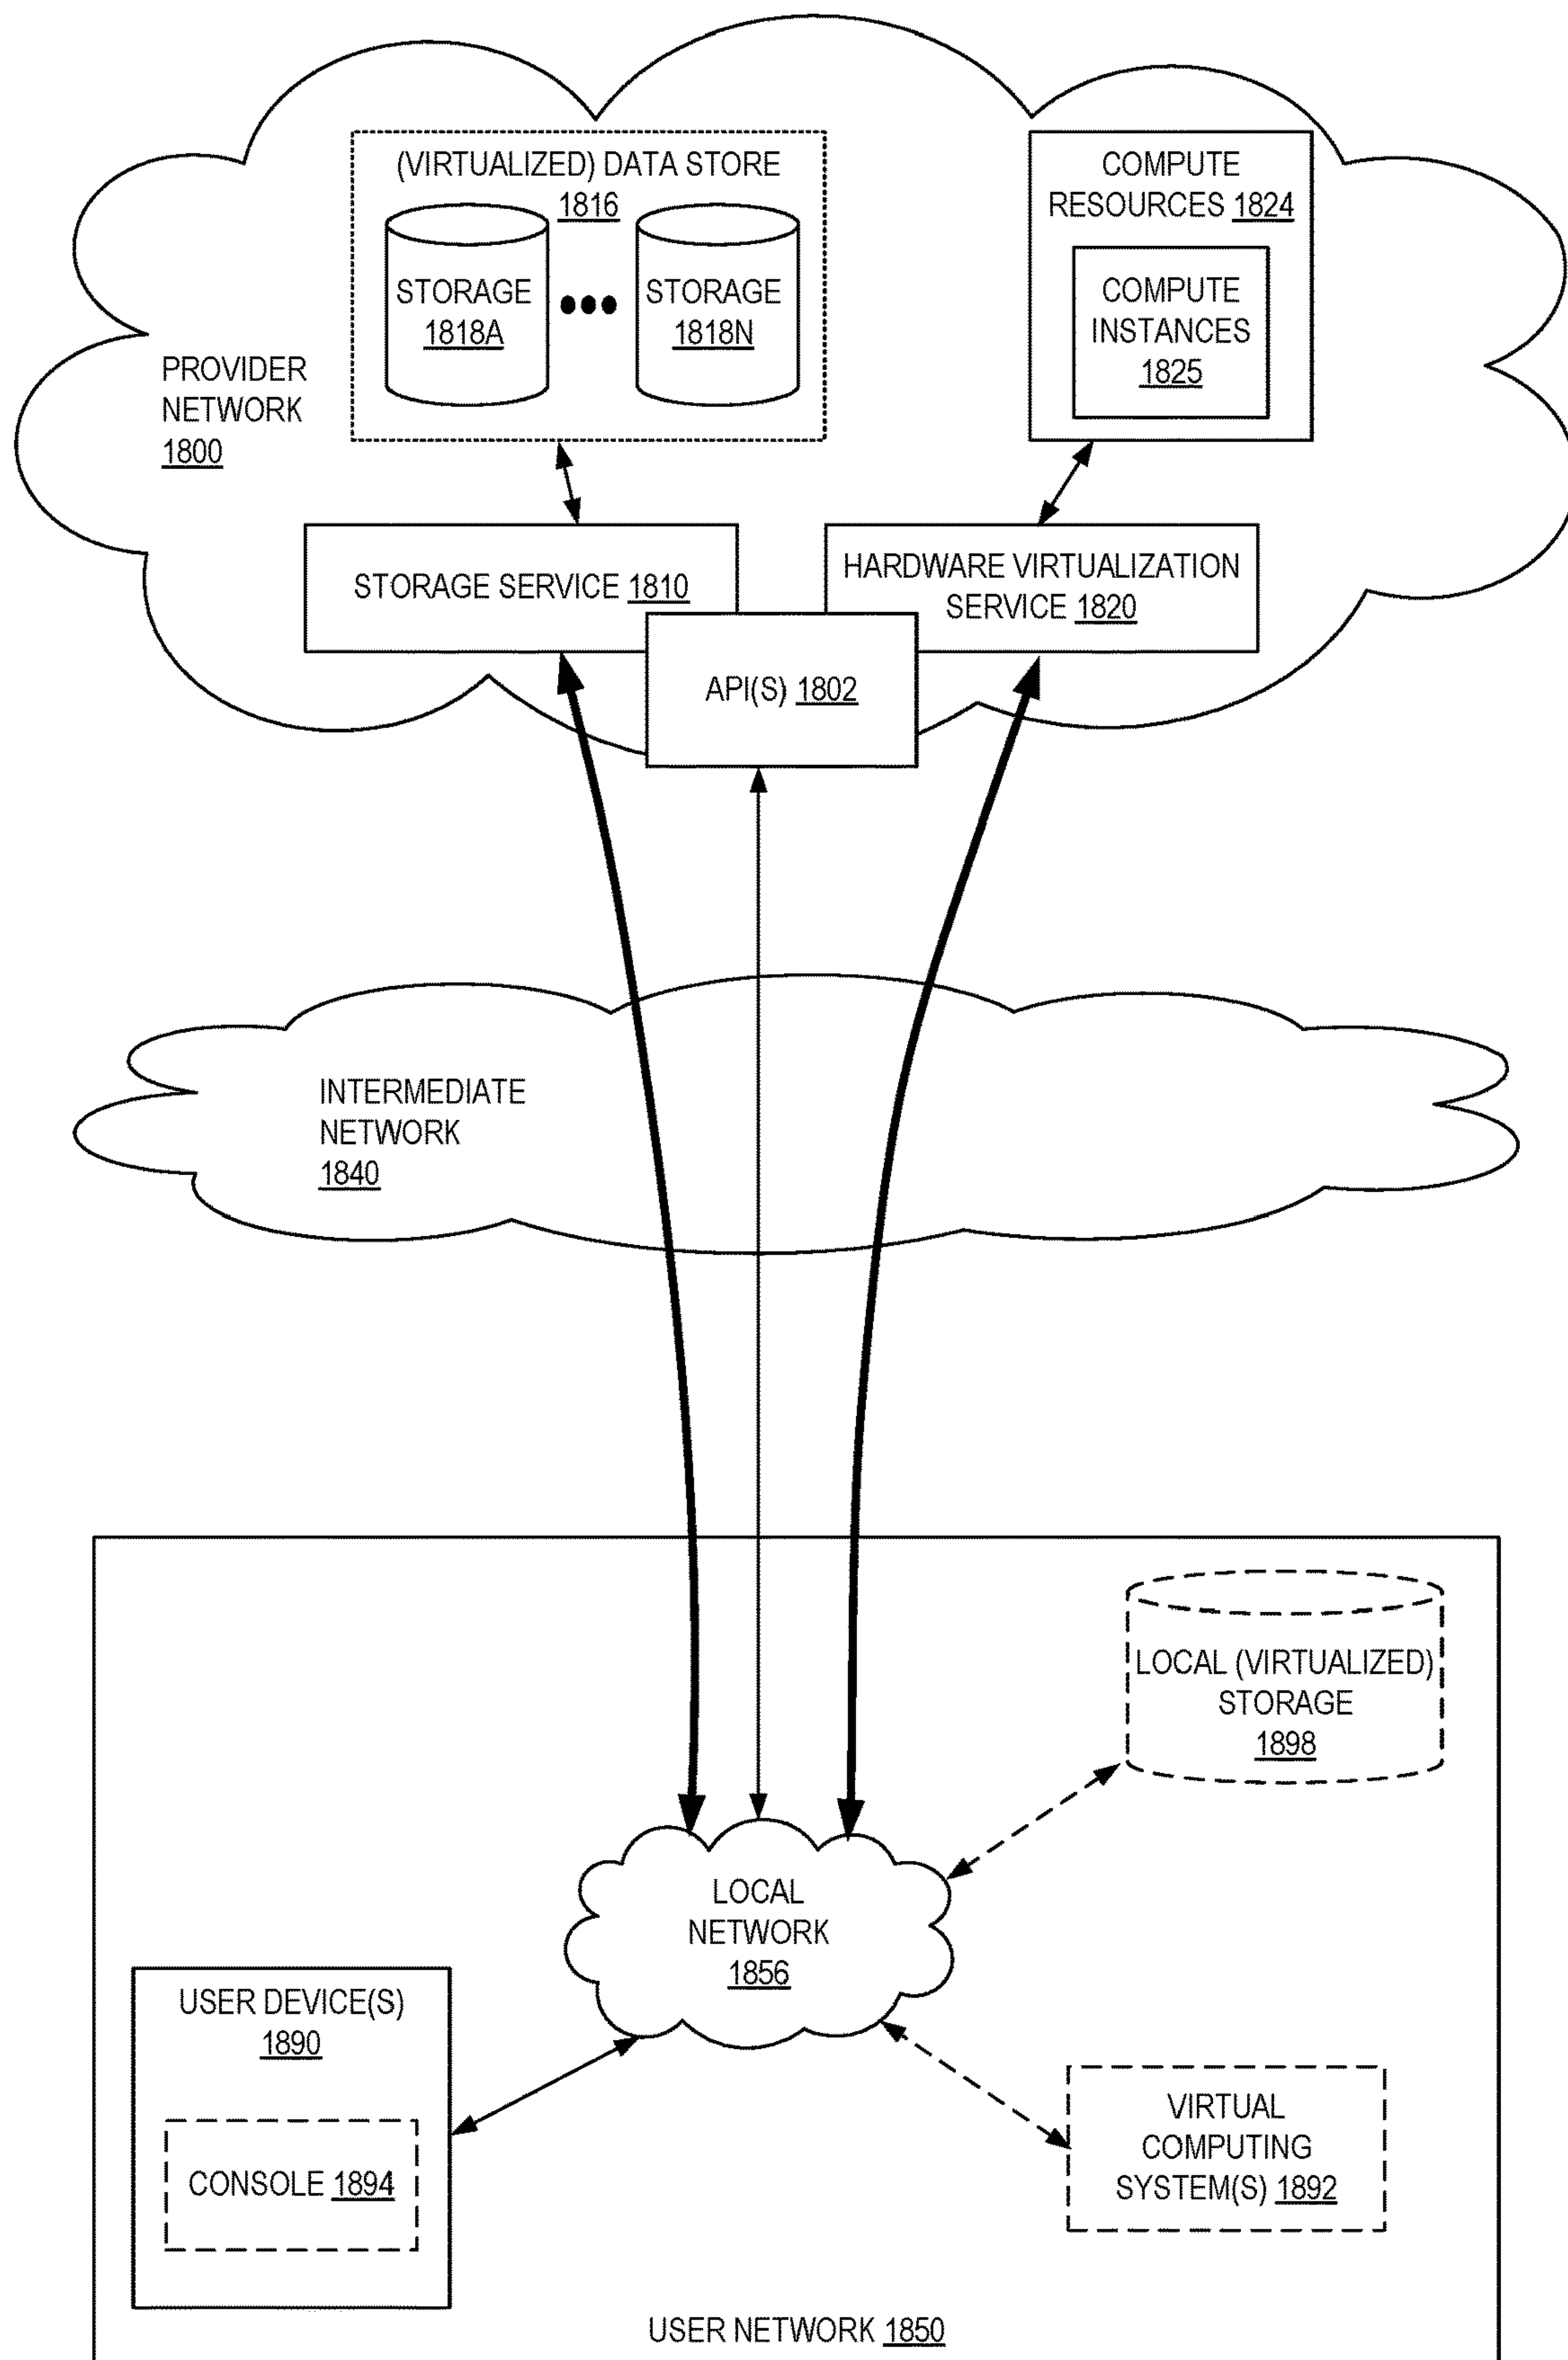 (VIRTUALIZED) DATA STORE
1816
STORAGE
1818A
STORAGE
1818N
COMPUTE
RESOURCES 1824
COMPUTE
INSTANCES
1825
PROVIDER
NETWORK
1800
STORAGE SERVICE 1810
HARDWARE VIRTUALIZATION
SERVICE 1820
API(S) 1802
INTERMEDIATE
NETWORK
1840
LOCAL (VIRTUALIZED)
STORAGE
1898
LOCAL
NETWORK
1856
USER DEVICE(S)
1890
CONSOLE 1894
VIRTUAL
COMPUTING
SYSTEM(S) 1892
USER NETWORK 1850